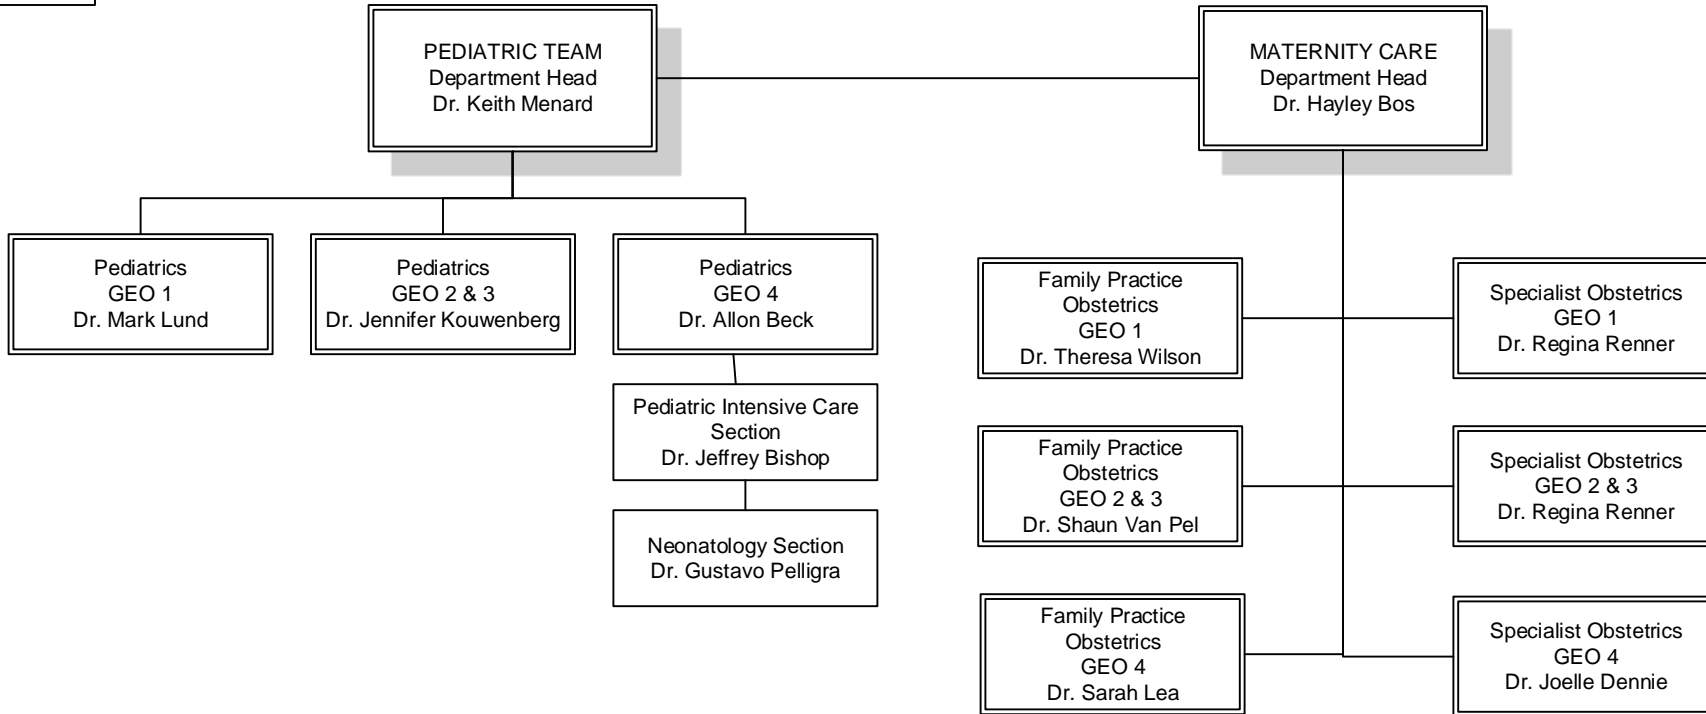 PEDIATRIC TEAM
Department Head
Dr. Keith Menard
MATERNITY CARE
Department Head
Dr. Hayley Bos
Pediatrics
GEO 1
Dr. Mark Lund
Pediatrics
GEO 2 & 3
Dr. Jennifer Kouwenberg
Pediatrics
GEO 4
Dr. Allon Beck
Pediatric Intensive Care
Section
Dr. Jeffrey Bishop
Neonatology Section
Dr. Gustavo Pelligra
Family Practice
Obstetrics
GEO 1
Dr. Theresa Wilson
Specialist Obstetrics
GEO 1
Dr. Regina Renner
Family Practice
Obstetrics
GEO 2 & 3
Dr. Shaun Van Pel
Specialist Obstetrics
GEO 2 & 3
Dr. Regina Renner
Family Practice
Obstetrics
GEO 4
Dr. Sarah Lea
Specialist Obstetrics
GEO 4
Dr. Joelle Dennie